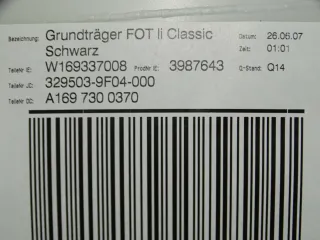 Bezeichnung: Grundträger FOT li Classic Datum: 26.06.07
Schwarz Zeit: 01:01
TeileNr IE: W169337008 ProdNr IE: 3987643 Q-Stand: Q14
TeileNr JC: 329503-9F04-000
TeileNr DC: A169 730 0370